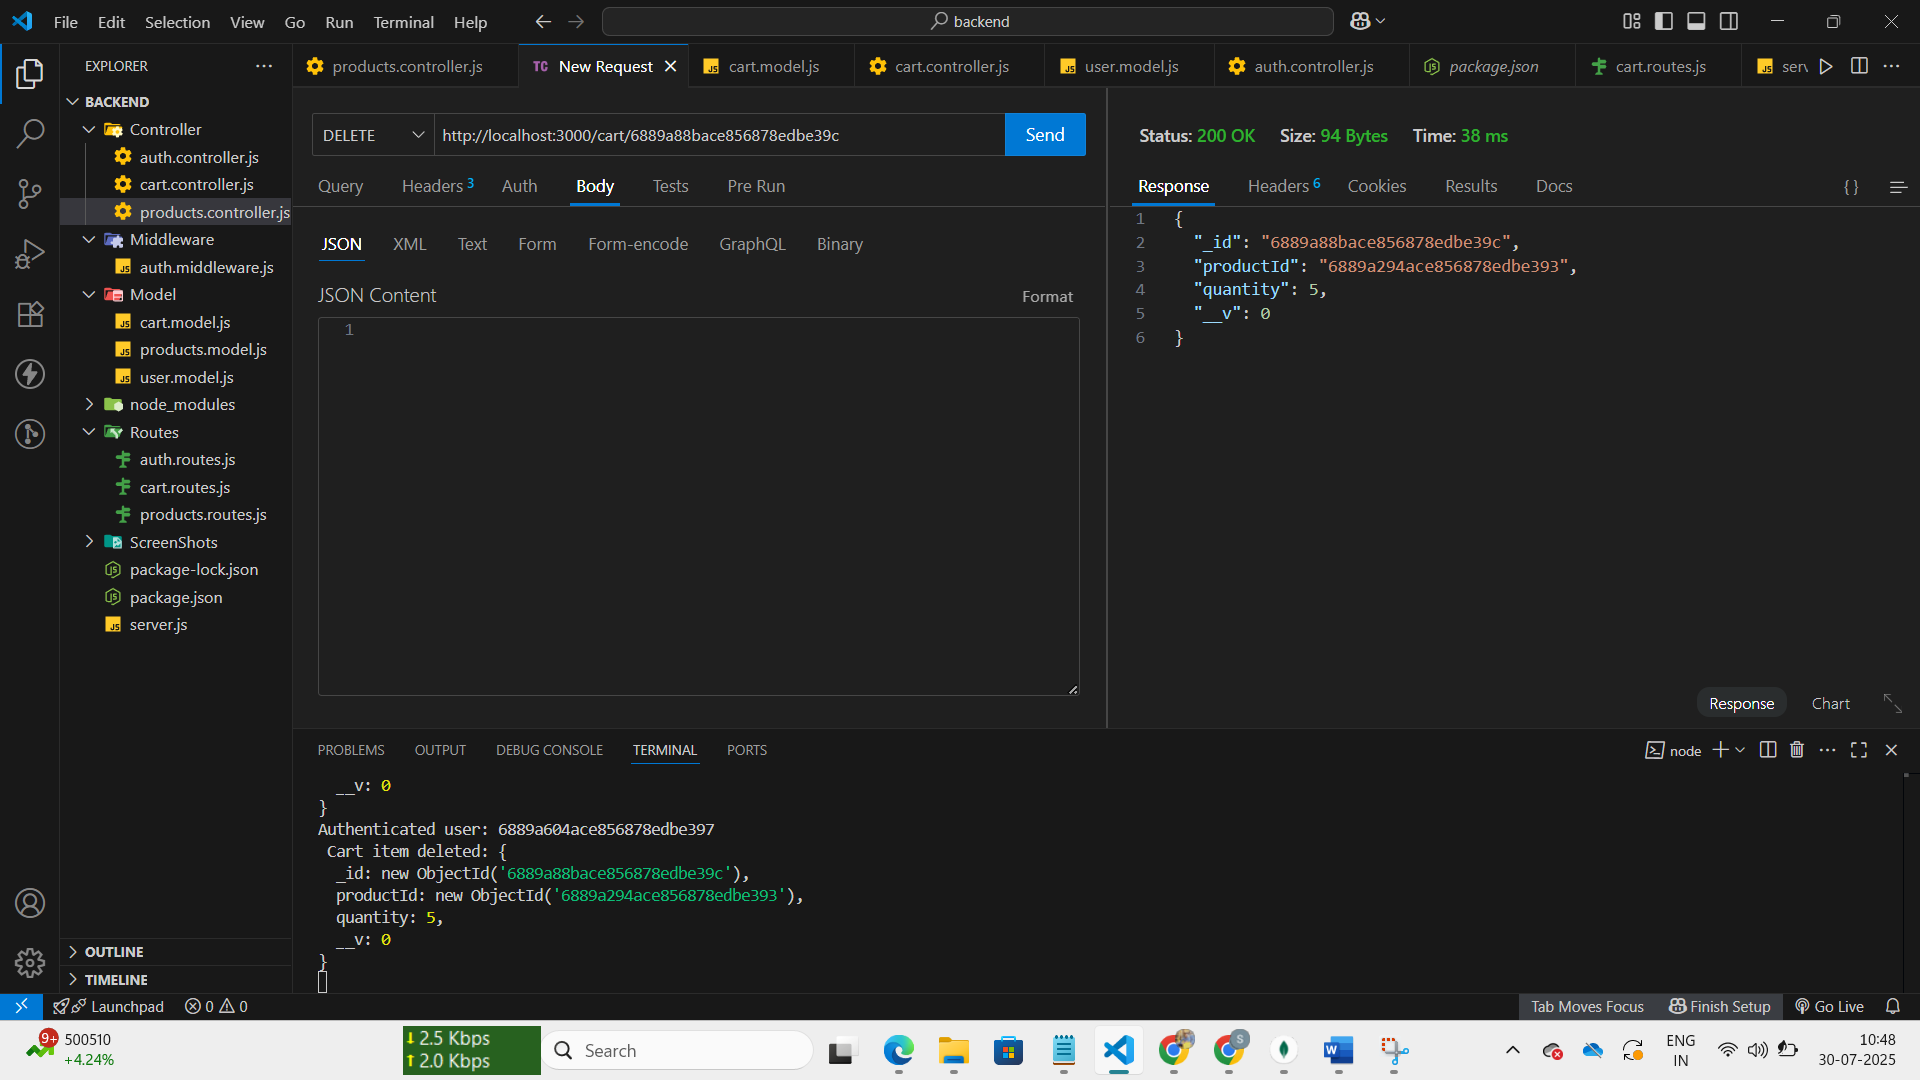 File Edit Selection View Go Run Terminal Help
backend
EXPLORER
products.controller.js
TC New Request
cart.model.js
cart.controller.js
user.model.js
auth.controller.js
package.json
cart.routes.js
BACKEND
Controller
auth.controller.js
cart.controller.js
products.controller.js
Middleware
auth.middleware.js
Model
cart.model.js
products.model.js
user.model.js
node_modules
Routes
auth.routes.js
cart.routes.js
products.routes.js
ScreenShots
package-lock.json
package.json
server.js
OUTLINE
TIMELINE
DELETE http://localhost:3000/cart/6889a88bace856878edbe39c Send
Query Headers 3 Auth Body Tests Pre Run
JSON XML Text Form Form-encode GraphQL Binary
JSON Content Format
1
Status: 200 OK Size: 94 Bytes Time: 38 ms
Response Headers 6 Cookies Results Docs { }
1 {
2 "_id": "6889a88bace856878edbe39c",
3 "productId": "6889a294ace856878edbe393",
4 "quantity": 5,
5 "__v": 0
6 }
Response Chart
PROBLEMS OUTPUT DEBUG CONSOLE TERMINAL PORTS
node
__v: 0
}
Authenticated user: 6889a604ace856878edbe397
Cart item deleted: {
_id: new ObjectId('6889a88bace856878edbe39c'),
productId: new ObjectId('6889a294ace856878edbe393'),
quantity: 5,
__v: 0
}
Launchpad 0 0
Tab Moves Focus Finish Setup Go Live
9+ 500510
+4.24%
2.5 Kbps
2.0 Kbps
Search
S
ENG
IN
10:48
30-07-2025